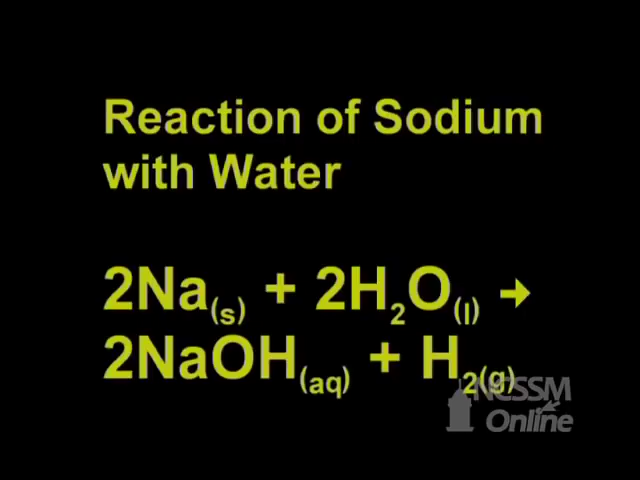 Reaction of Sodium
with Water
2Na(s) + 2H2O(l) →
2NaOH(aq) + H2(g)
NCSSM
Online